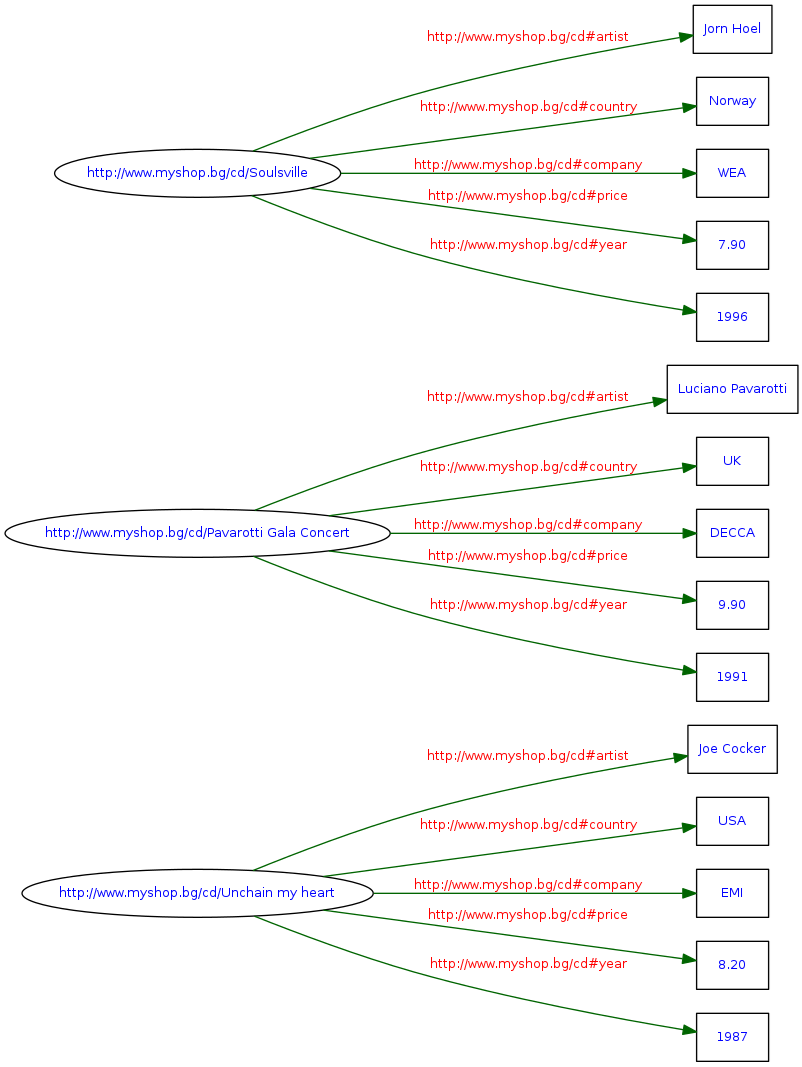 Jorn Hoel
http://www.myshop.bg/cd#artist
Norway
http://www.myshop.bg/cd#country
http://www.myshop.bg/cd/Soulsville
http://www.myshop.bg/cd#company
WEA
http://www.myshop.bg/cd#price
7.90
http://www.myshop.bg/cd#year
1996
Luciano Pavarotti
http://www.myshop.bg/cd#artist
UK
http://www.myshop.bg/cd#country
http://www.myshop.bg/cd/Pavarotti Gala Concert
http://www.myshop.bg/cd#company
DECCA
http://www.myshop.bg/cd#price
9.90
http://www.myshop.bg/cd#year
1991
Joe Cocker
http://www.myshop.bg/cd#artist
USA
http://www.myshop.bg/cd#country
http://www.myshop.bg/cd/Unchain my heart
http://www.myshop.bg/cd#company
EMI
http://www.myshop.bg/cd#price
8.20
http://www.myshop.bg/cd#year
1987